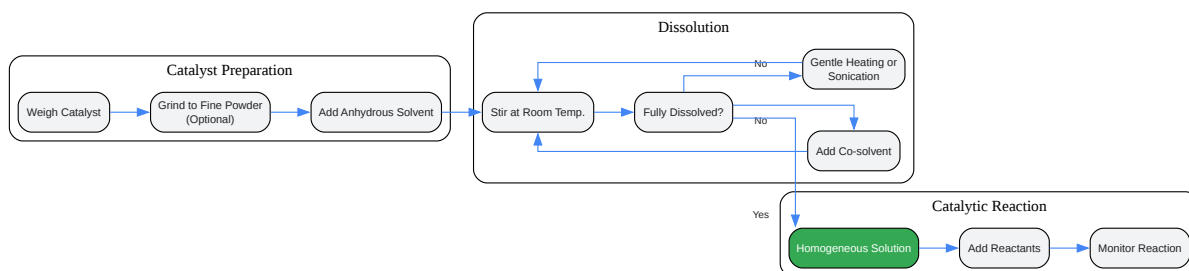 Dissolution
Catalyst Preparation
Weigh Catalyst
Grind to Fine Powder
(Optional)
Add Anhydrous Solvent
Stir at Room Temp.
Fully Dissolved?
No
Gentle Heating or
Sonication
No
Add Co-solvent
Yes
Catalytic Reaction
Homogeneous Solution
Add Reactants
Monitor Reaction